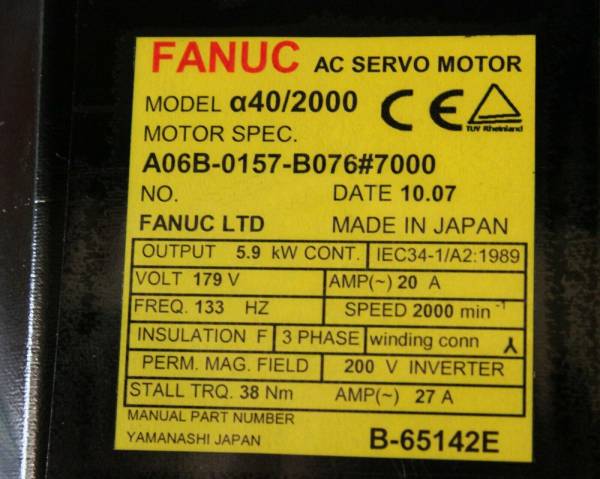 FANUC AC SERVO MOTOR
MODEL α40/2000
MOTOR SPEC.
A06B-0157-B076#7000
NO. DATE 10.07
FANUC LTD MADE IN JAPAN
OUTPUT 5.9 kW CONT. IEC34-1/A2:1989
VOLT 179 V AMP(~) 20 A
FREQ. 133 HZ SPEED 2000 min -1
INSULATION F 3 PHASE winding conn
PERM. MAG. FIELD 200 V INVERTER
STALL TRQ. 38 Nm AMP(~) 27 A
MANUAL PART NUMBER
YAMANASHI JAPAN B-65142E
CE
TUV Rheinland